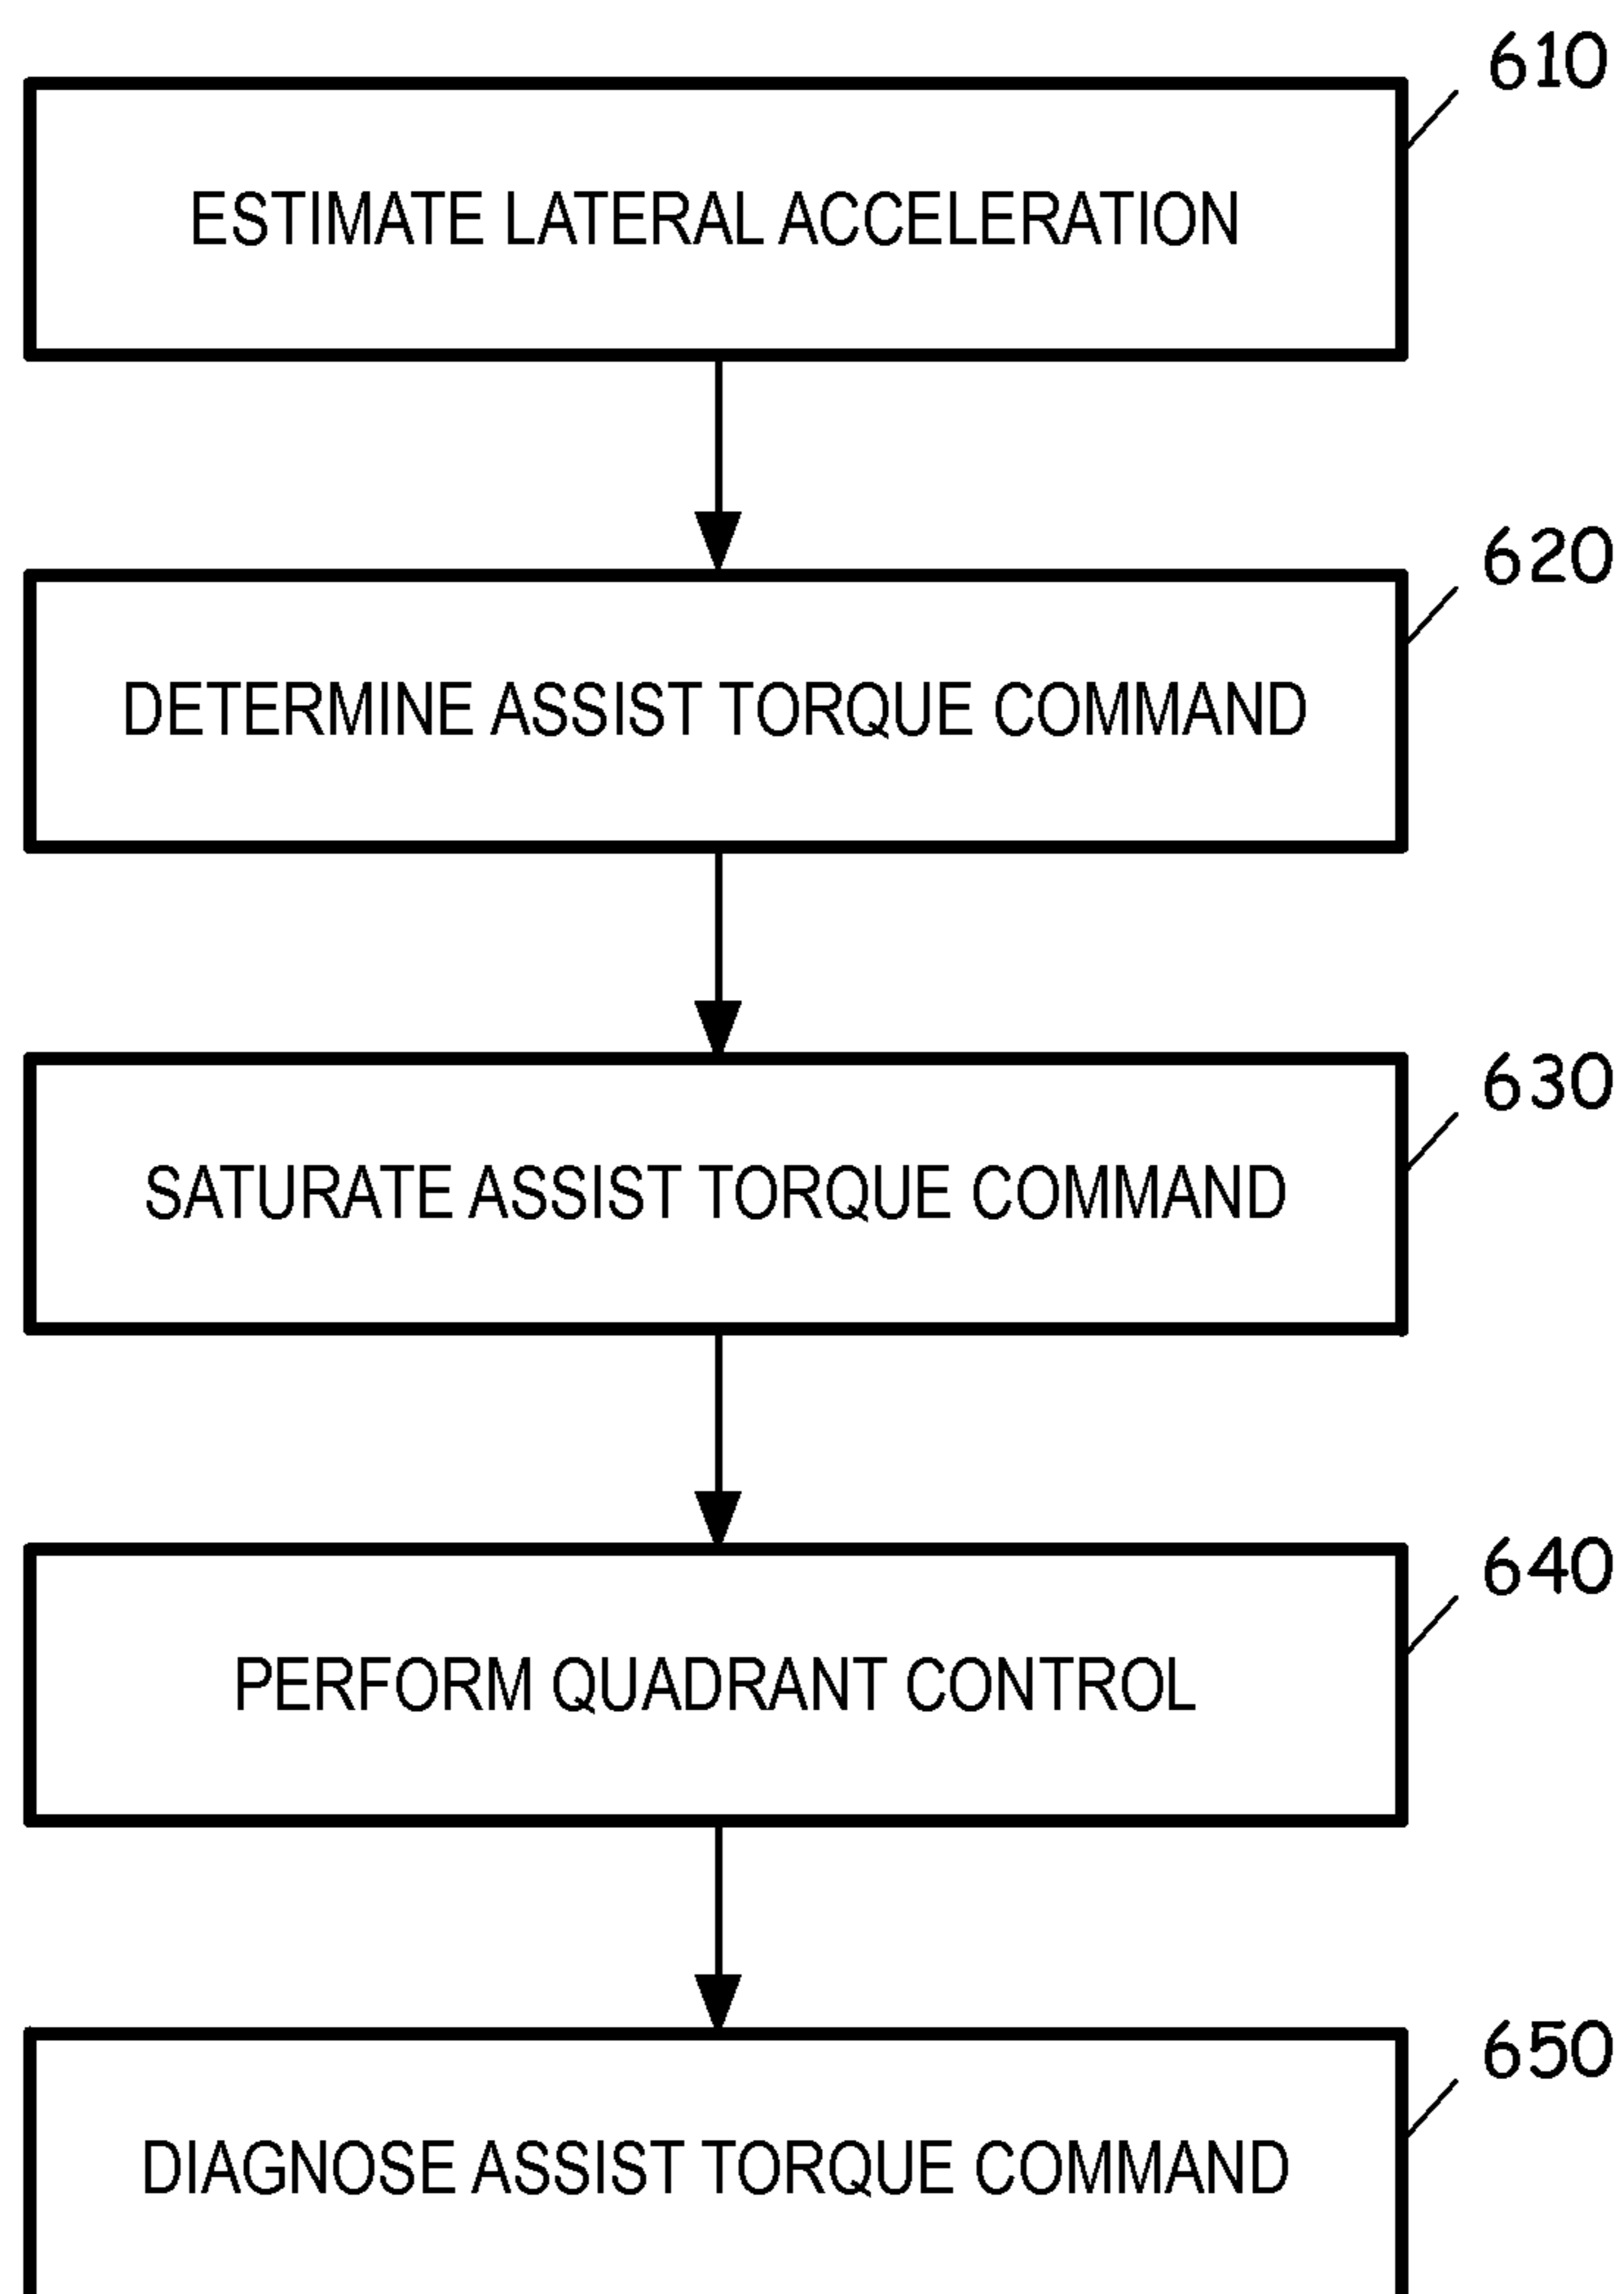 610
ESTIMATE LATERAL ACCELERATION
620
DETERMINE ASSIST TORQUE COMMAND
630
SATURATE ASSIST TORQUE COMMAND
640
PERFORM QUADRANT CONTROL
650
DIAGNOSE ASSIST TORQUE COMMAND